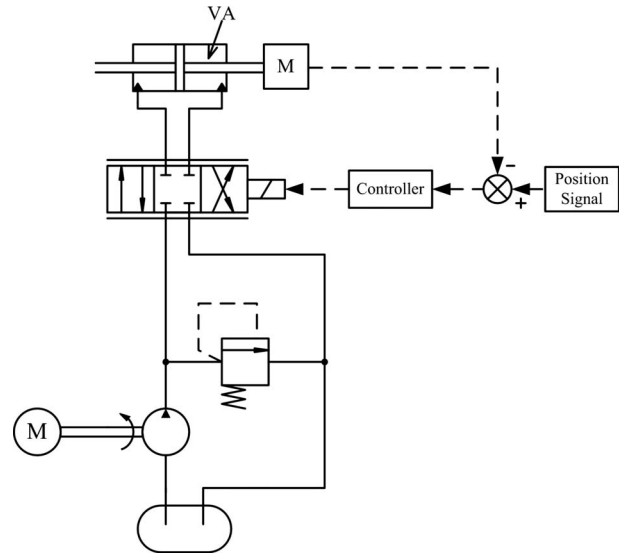 VA
M
Controller
-
+
Position
Signal
M